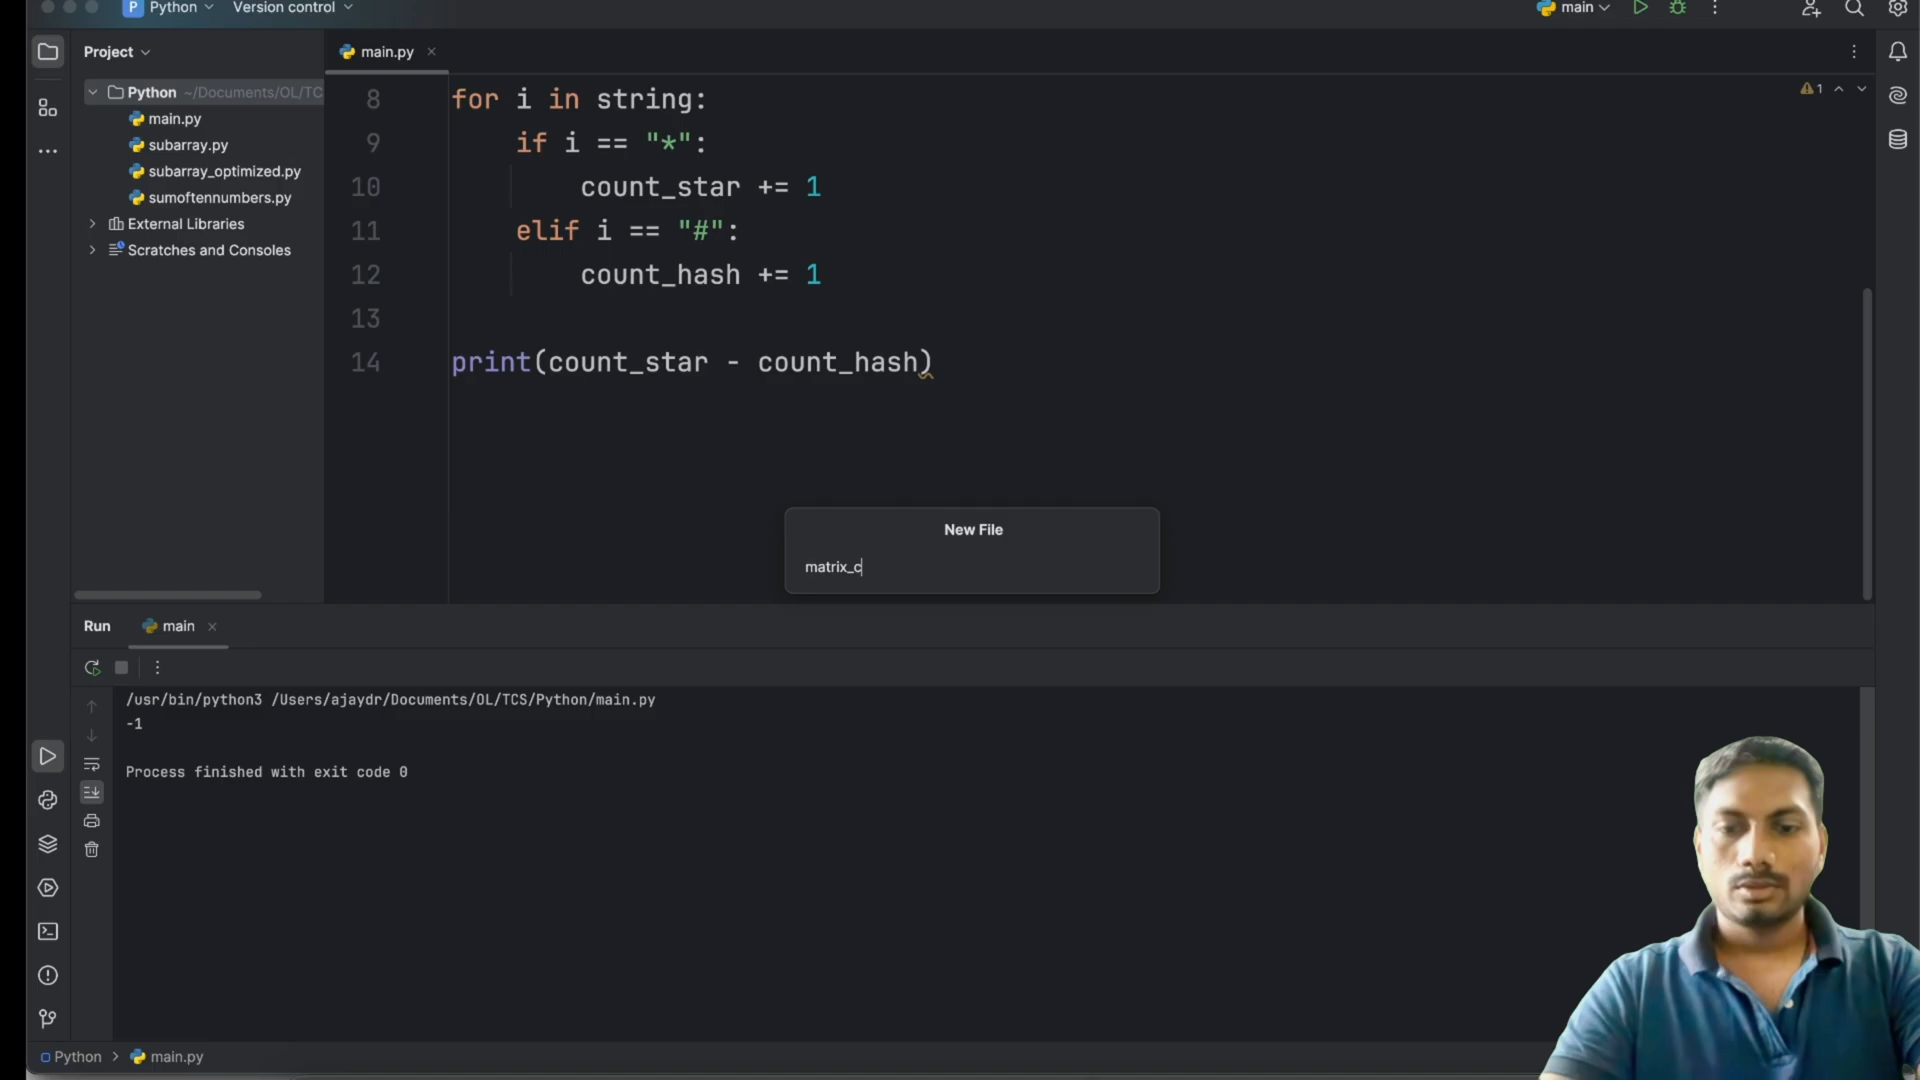 P Python Version control main
Project main.py
Python ~/Documents/OL/TC
main.py
subarray.py
subarray_optimized.py
sumoftennumbers.py
External Libraries
Scratches and Consoles
1
8 for i in string:
9 if i == "*":
10 count_star += 1
11 elif i == "#":
12 count_hash += 1
13
14 print(count_star - count_hash)
New File
matrix_c
Run main
/usr/bin/python3 /Users/ajaydr/Documents/OL/TCS/Python/main.py
-1
Process finished with exit code 0
Python > main.py